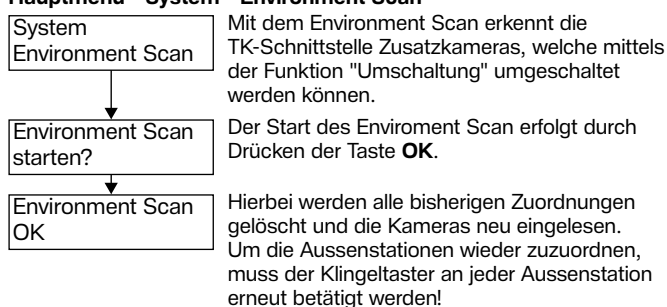 Hauptmenü - System - Environment Scan
System
Environment Scan
Mit dem Environment Scan erkennt die
TK-Schnittstelle Zusatzkameras, welche mittels
der Funktion "Umschaltung" umgeschaltet
werden können.
Environment Scan
starten?
Der Start des Enviroment Scan erfolgt durch
Drücken der Taste OK.
Environment Scan
OK
Hierbei werden alle bisherigen Zuordnungen
gelöscht und die Kameras neu eingelesen.
Um die Aussenstationen wieder zuzuordnen,
muss der Klingeltaster an jeder Aussenstation
erneut betätigt werden!